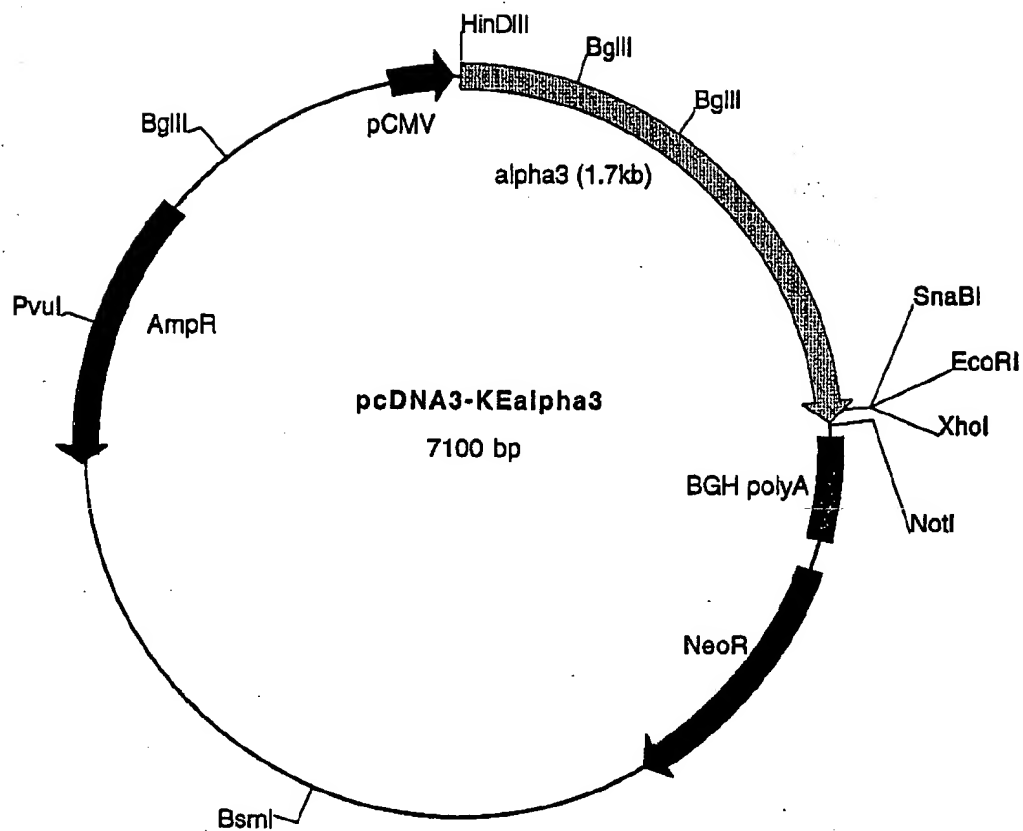 HinDIII
BglII
BglII
BglII
pCMV
alpha3 (1.7kb)
PvuI
AmpR
SnaBI
EcoRI
XhoI
NotI
pcDNA3-KEalpha3
7100 bp
BGH polyA
NeoR
BsmI